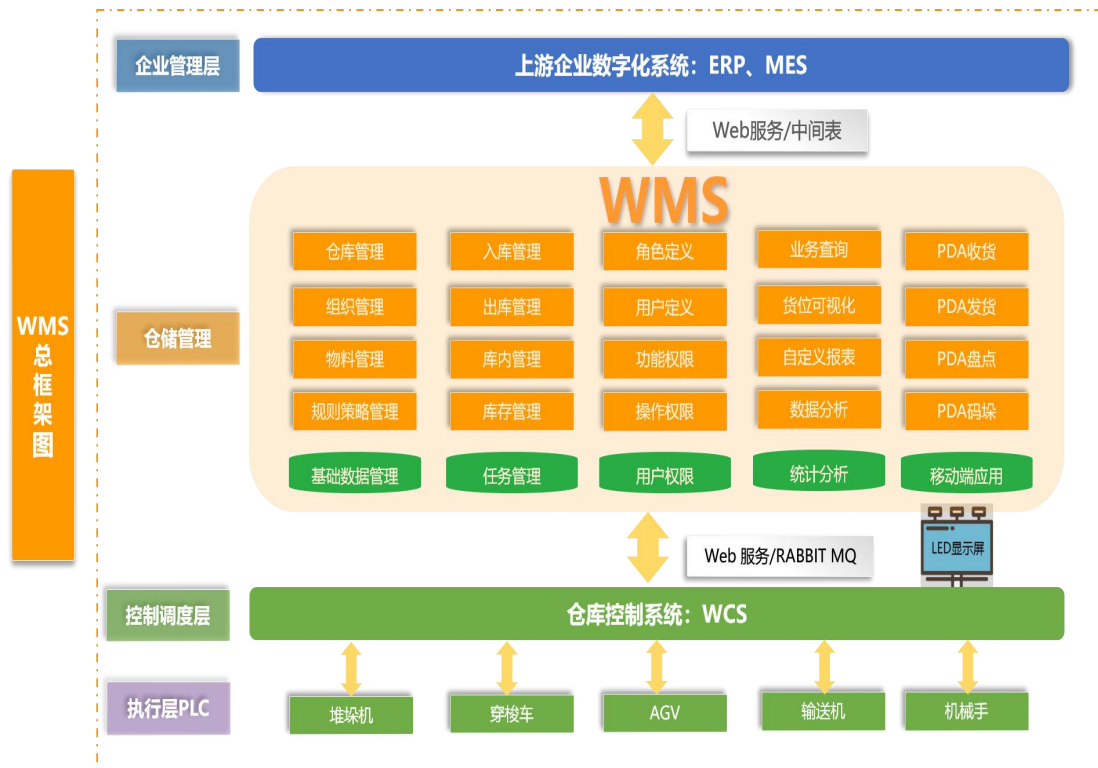 企业管理层
上游企业数字化系统：ERP、MES
Web服务/中间表
WMS
总
框
架
图
仓储管理
WMS
仓库管理
入库管理
角色定义
业务查询
PDA收货
组织管理
出库管理
用户定义
货位可视化
PDA发货
物料管理
库内管理
功能权限
自定义报表
PDA盘点
规则策略管理
库存管理
操作权限
数据分析
PDA码垛
基础数据管理
任务管理
用户权限
统计分析
移动端应用
Web 服务/RABBIT MQ
LED显示屏
控制调度层
仓库控制系统：WCS
执行层PLC
堆垛机
穿梭车
AGV
输送机
机械手